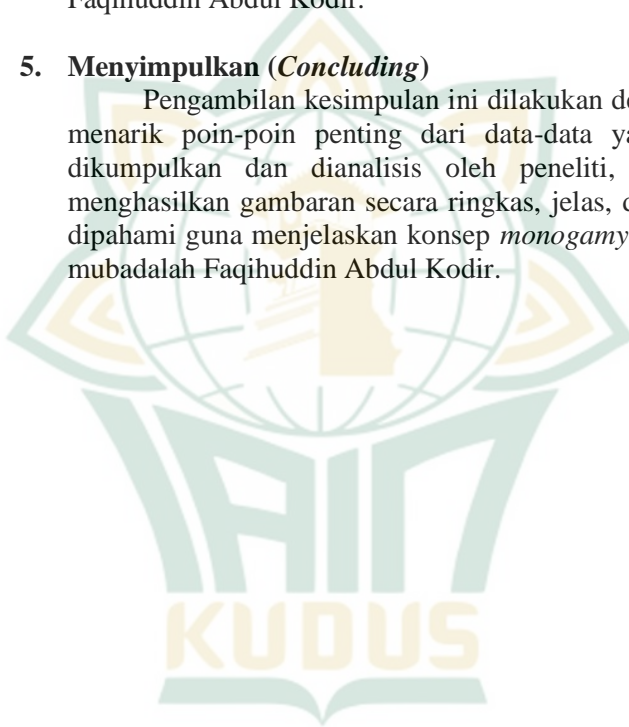 Faqihuddin Abdul Kodir.
5. Menyimpulkan (Concluding)
Pengambilan kesimpulan ini dilakukan
menarik poin-poin penting dari data-data
dikumpulkan dan dianalisis oleh peneliti,
menghasilkan gambaran secara ringkas, jelas,
dipahami guna menjelaskan konsep monogamy
mubadalah Faqihuddin Abdul Kodir.
IAIN
KUDUS